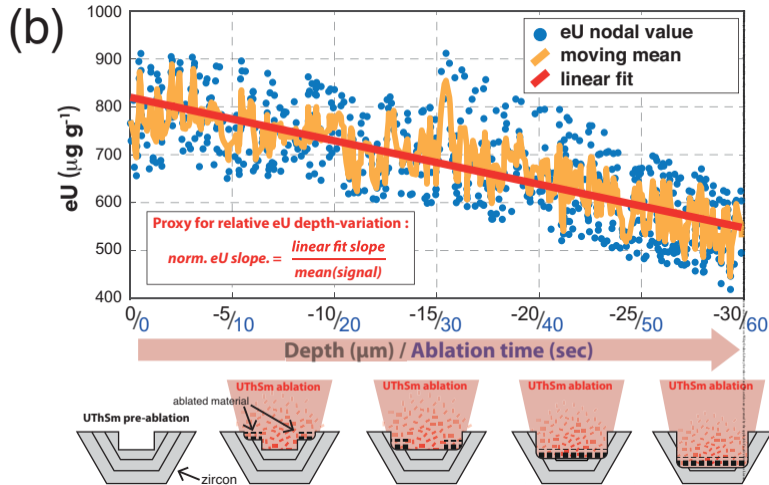 (b)
1000
900
800
700
600
500
400
eU (µg g⁻¹)
eU nodal value
moving mean
linear fit
Proxy for relative eU depth-variation :
norm. eU slope. = linear fit slope
mean(signal)
0/0 -5/10 -10/20 -15/30 -20/40 -25/50 -30/60
Depth (µm) / Ablation time (sec)
UThSm ablation UThSm ablation UThSm ablation UThSm ablation
ablated material
UThSm pre-ablation
zircon